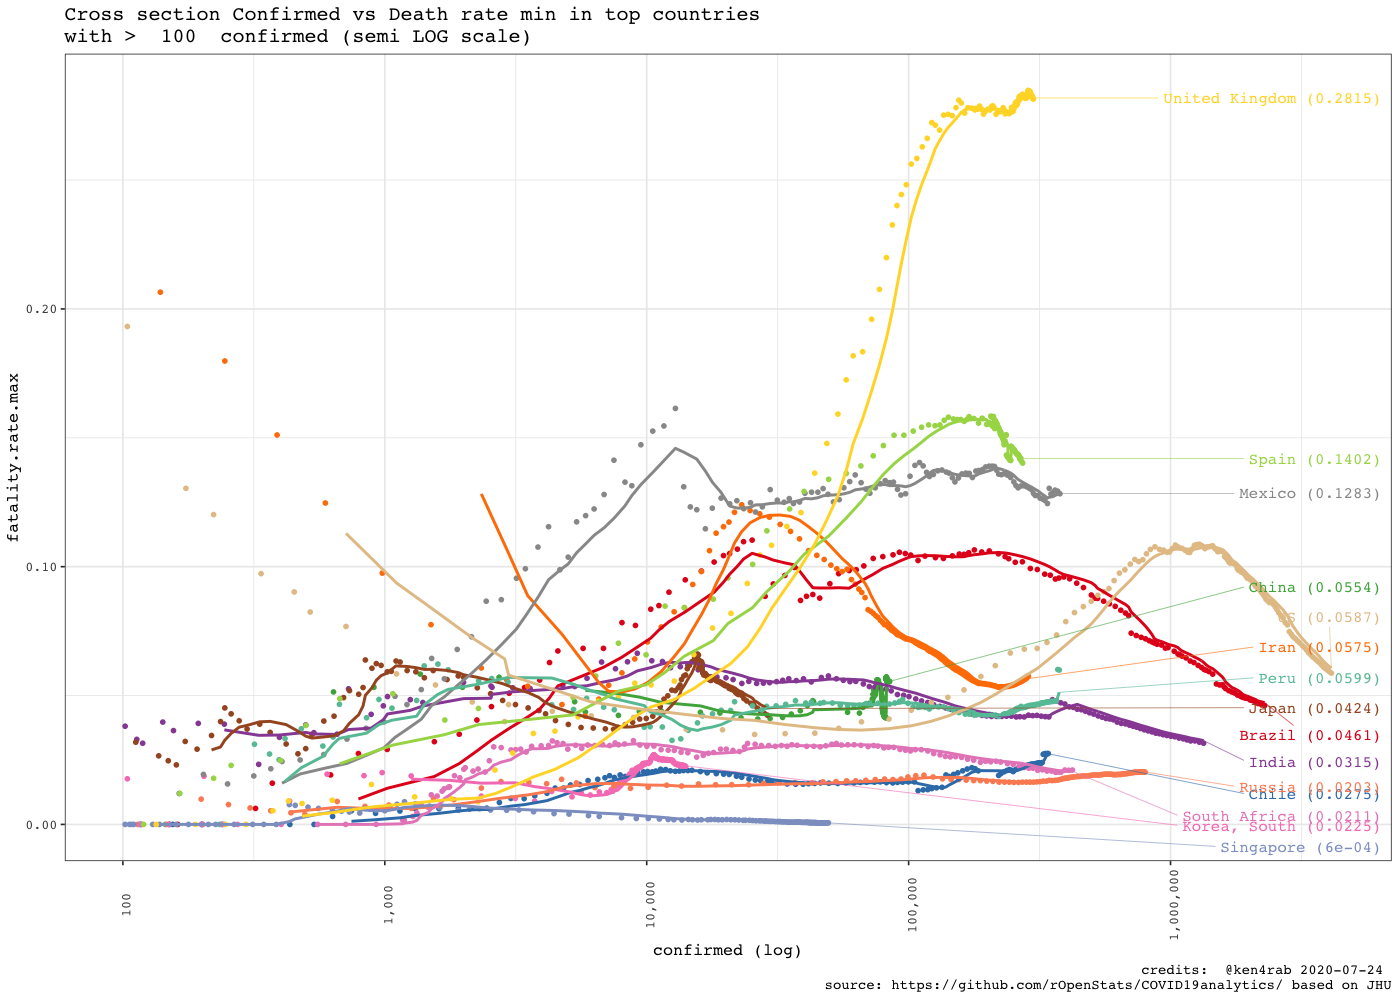 Cross section Confirmed vs Death rate min in top countries
with >  100  confirmed (semi LOG scale)
fatality.rate.max
0.20
0.10
0.00
United Kingdom (0.2815)
Spain (0.1402)
Mexico (0.1283)
China (0.0554)
US (0.0587)
Iran (0.0575)
Peru (0.0599)
Japan (0.0424)
Brazil (0.0461)
India (0.0315)
Russia (0.0203)
Chile (0.0275)
South Africa (0.0211)
Korea, South (0.0225)
Singapore (6e-04)
100
1,000
10,000
100,000
1,000,000
confirmed (log)
credits:  @ken4rab 2020-07-24
source: https://github.com/rOpenStats/COVID19analytics/ based on JHU